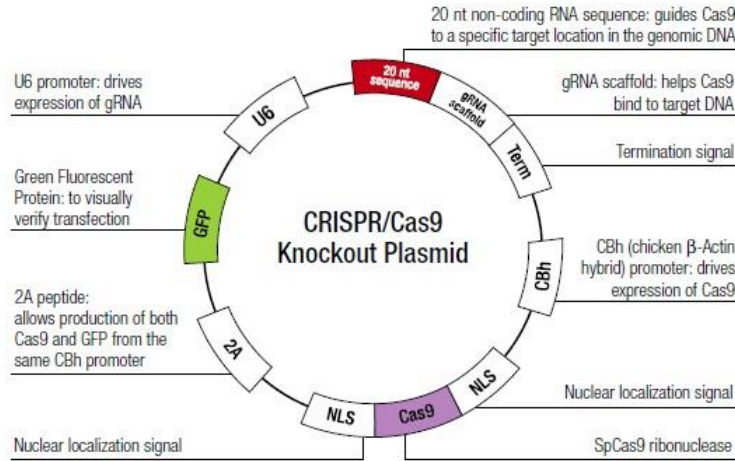 20 nt non-coding RNA sequence: guides Cas9
to a specific target location in the genomic DNA
U6 promoter: drives
expression of gRNA
20 nt
sequence
gRNA
scaffold
gRNA scaffold: helps Cas9
bind to target DNA
U6
Term
Termination signal
Green Fluorescent
Protein: to visually
verify transfection
GFP
CRISPR/Cas9
Knockout Plasmid
CBh
CBh (chicken β-Actin
hybrid) promoter: drives
expression of Cas9
2A peptide:
allows production of both
Cas9 and GFP from the
same CBh promoter
2A
NLS
Cas9
NLS
Nuclear localization signal
Nuclear localization signal
SpCas9 ribonuclease